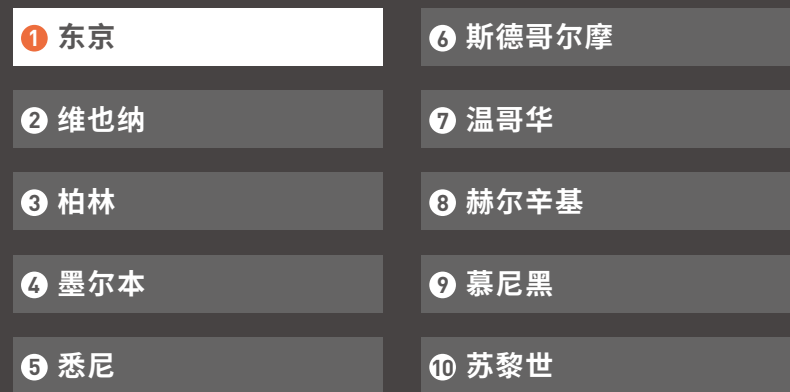 1 东京
2 维也纳
3 柏林
4 墨尔本
5 悉尼
6 斯德哥尔摩
7 温哥华
8 赫尔辛基
9 慕尼黑
10 苏黎世